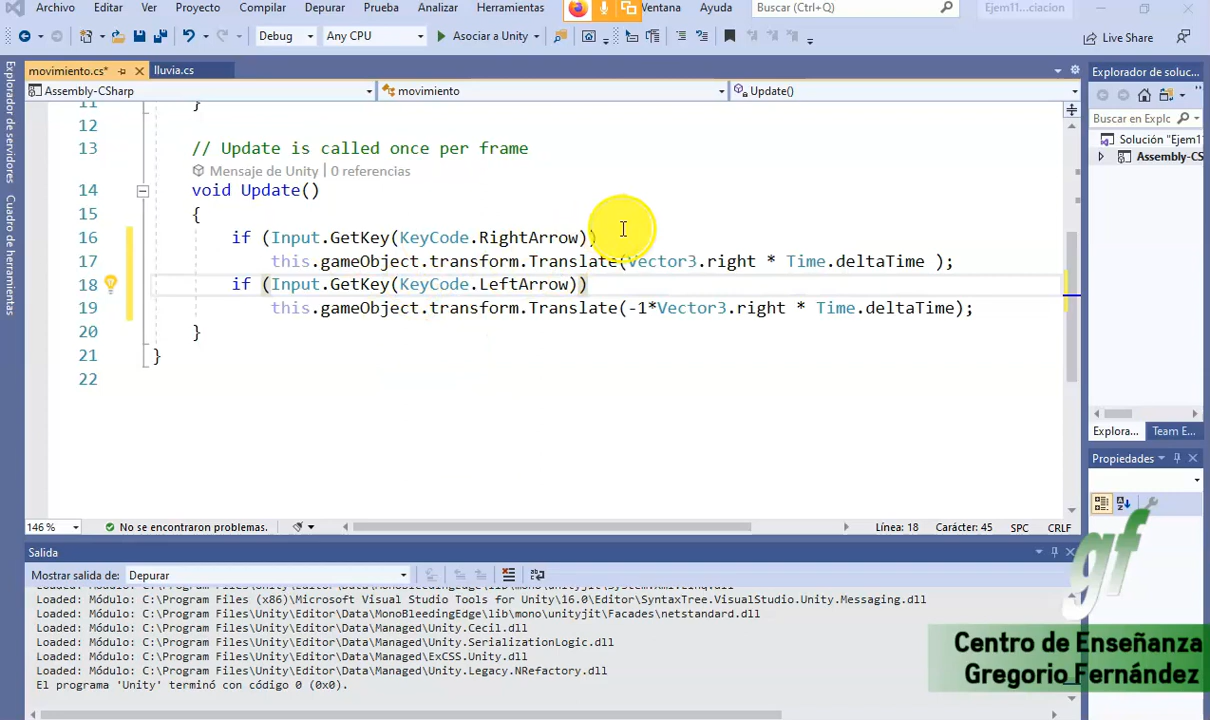 Archivo Editar Ver Proyecto Compilar Depurar Prueba Analizar Herramientas Ventana Ayuda Buscar (Ctrl+Q) Ejem11...ciacion
Debug Any CPU Asociar a Unity Live Share
movimiento.cs* lluvia.cs Explorador de soluc...
Assembly-CSharp movimiento Update()
Explorador de servidores
Cuadro de herramientas
11 }
12
13 // Update is called once per frame
Mensaje de Unity | 0 referencias
14 void Update()
15 {
16 if (Input.GetKey(KeyCode.RightArrow))
17 this.gameObject.transform.Translate(Vector3.right * Time.deltaTime );
18 if (Input.GetKey(KeyCode.LeftArrow))
19 this.gameObject.transform.Translate(-1*Vector3.right * Time.deltaTime);
20 }
21 }
22
Buscar en Explc
Solución "Ejem1
Assembly-CS
Explora... Team E...
Propiedades
146 % No se encontraron problemas. Línea: 18 Carácter: 45 SPC CRLF
Salida
Mostrar salida de: Depurar
Loaded: Módulo: C:\Program Files (x86)\Microsoft Visual Studio Tools for Unity\16.0\Editor\SyntaxTree.VisualStudio.Unity.Messaging.dll
Loaded: Módulo: C:\Program Files\Unity\Editor\Data\MonoBleedingEdge\lib\mono\unityjit\Facades\netstandard.dll
Loaded: Módulo: C:\Program Files\Unity\Editor\Data\Managed\Unity.Cecil.dll
Loaded: Módulo: C:\Program Files\Unity\Editor\Data\Managed\Unity.SerializationLogic.dll
Loaded: Módulo: C:\Program Files\Unity\Editor\Data\Managed\ExCSS.Unity.dll
Loaded: Módulo: C:\Program Files\Unity\Editor\Data\Managed\Unity.Legacy.NRefactory.dll
El programa 'Unity' terminó con código 0 (0x0).
gf
Centro de Enseñanza
Gregorio Fernández